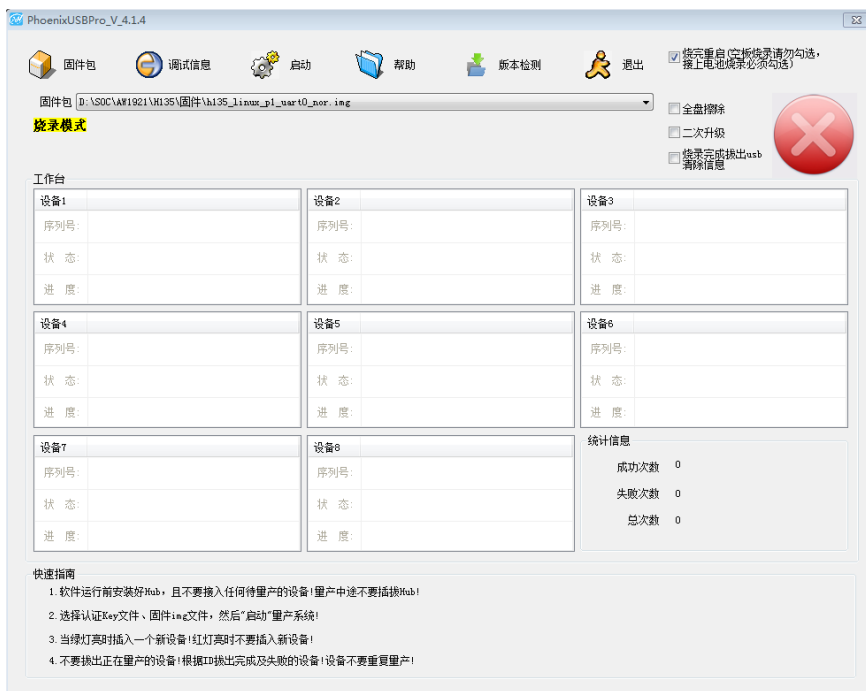 PhoenixUSBPro_V_4.1.4
固件包 调试信息 启动 帮助 版本检测 退出
烧完重启(空板烧录请勿勾选,
接上电池烧录必须勾选)
固件包 D:\SOC\AW1921\H135\固件\h135_linux_p1_uart0_nor.img
全盘擦除
烧录模式
二次升级
烧录完成拔出usb
清除信息
工作台
设备1 设备2 设备3
序列号: 序列号: 序列号:
状 态: 状 态: 状 态:
进 度: 进 度: 进 度:
设备4 设备5 设备6
序列号: 序列号: 序列号:
状 态: 状 态: 状 态:
进 度: 进 度: 进 度:
设备7 设备8 统计信息
序列号: 序列号: 成功次数 0
状 态: 状 态: 失败次数 0
进 度: 进 度: 总次数 0
快速指南
1.软件运行前安装好Hub,且不要接入任何待量产的设备!量产中途不要插拔Hub!
2.选择认证Key文件、固件img文件,然后"启动"量产系统!
3.当绿灯亮时插入一个新设备!红灯亮时不要插入新设备!
4.不要拔出正在量产的设备!根据ID拔出完成及失败的设备!设备不要重复量产!